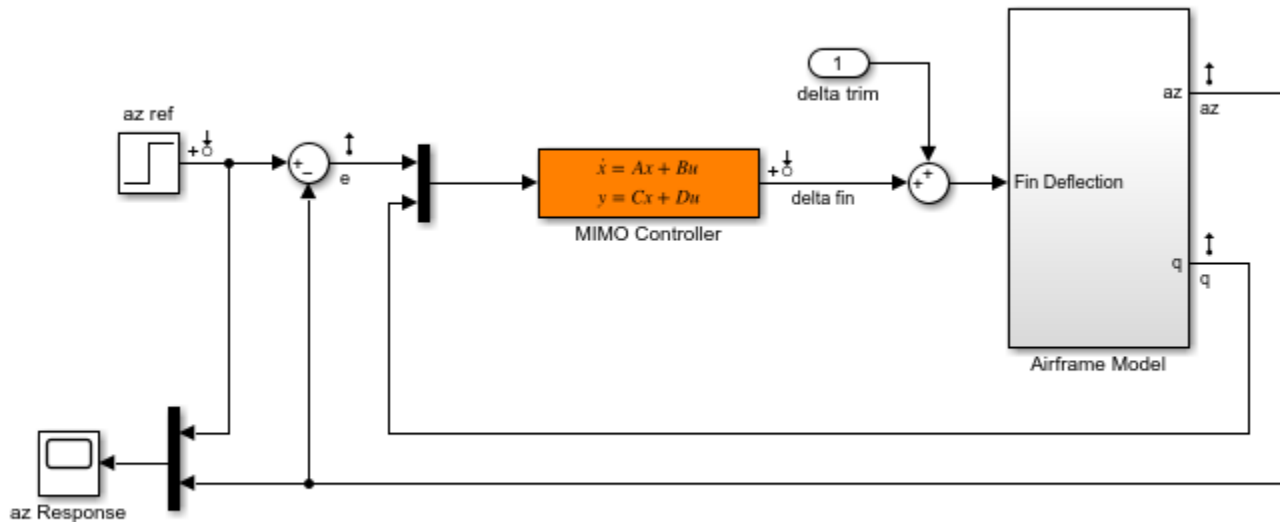 1
delta trim
az ref
az
az
e
ẋ = Ax + Bu
y = Cx + Du
delta fin
Fin Deflection
MIMO Controller
q
q
Airframe Model
az Response